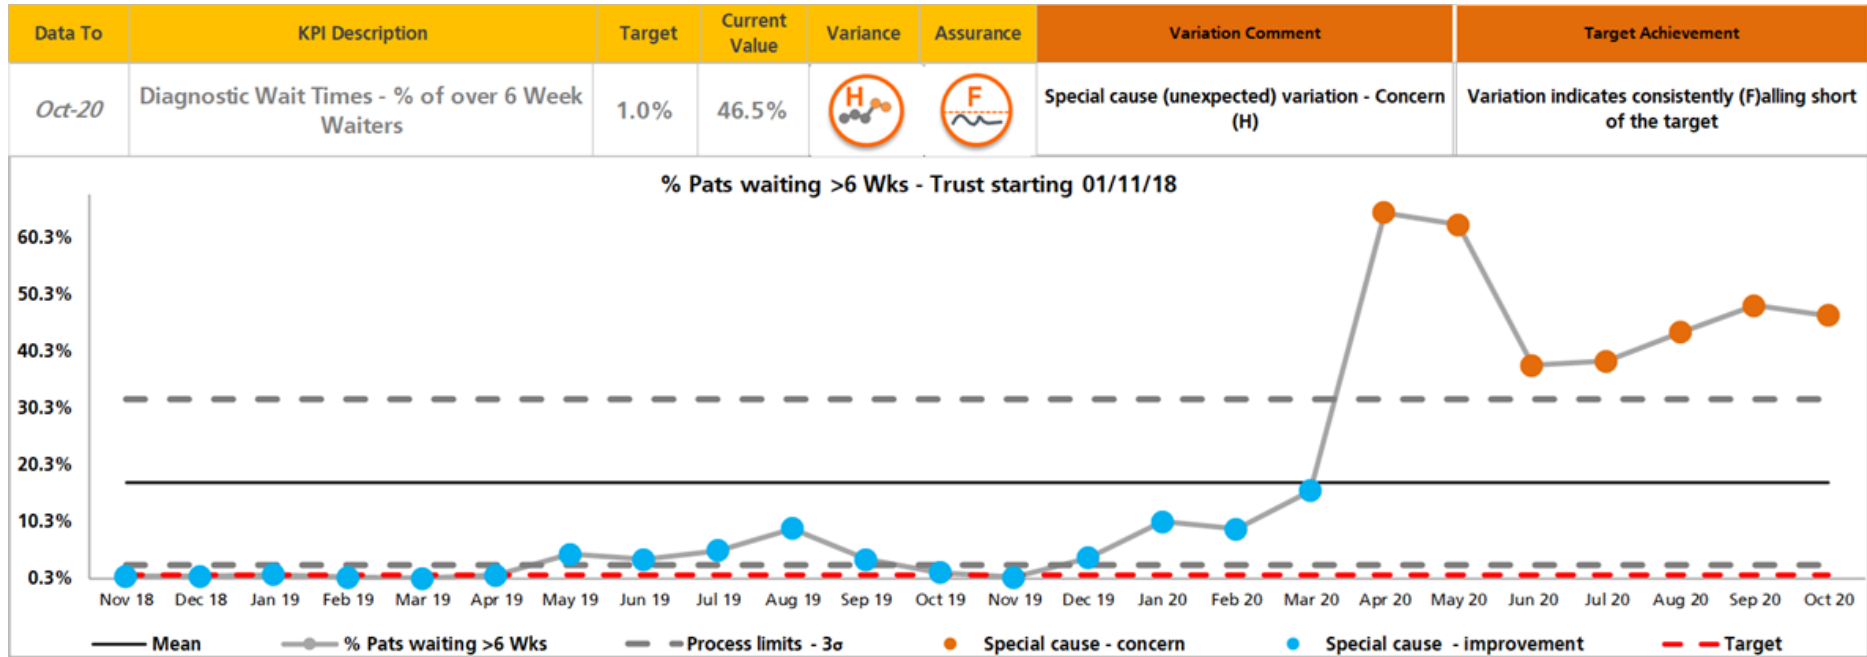 Data To
KPI Description
Target
Current
Value
Variance
Assurance
Variation Comment
Target Achievement
Oct-20
Diagnostic Wait Times - % of over 6 Week
Waiters
1.0%
46.5%
H
F
Special cause (unexpected) variation - Concern
(H)
Variation indicates consistently (F)alling short
of the target
% Pats waiting >6 Wks - Trust starting 01/11/18
60.3%
50.3%
40.3%
30.3%
20.3%
10.3%
0.3%
Nov 18 Dec 18 Jan 19 Feb 19 Mar 19 Apr 19 May 19 Jun 19 Jul 19 Aug 19 Sep 19 Oct 19 Nov 19 Dec 19 Jan 20 Feb 20 Mar 20 Apr 20 May 20 Jun 20 Jul 20 Aug 20 Sep 20 Oct 20
Mean % Pats waiting >6 Wks Process limits - 3σ Special cause - concern Special cause - improvement Target